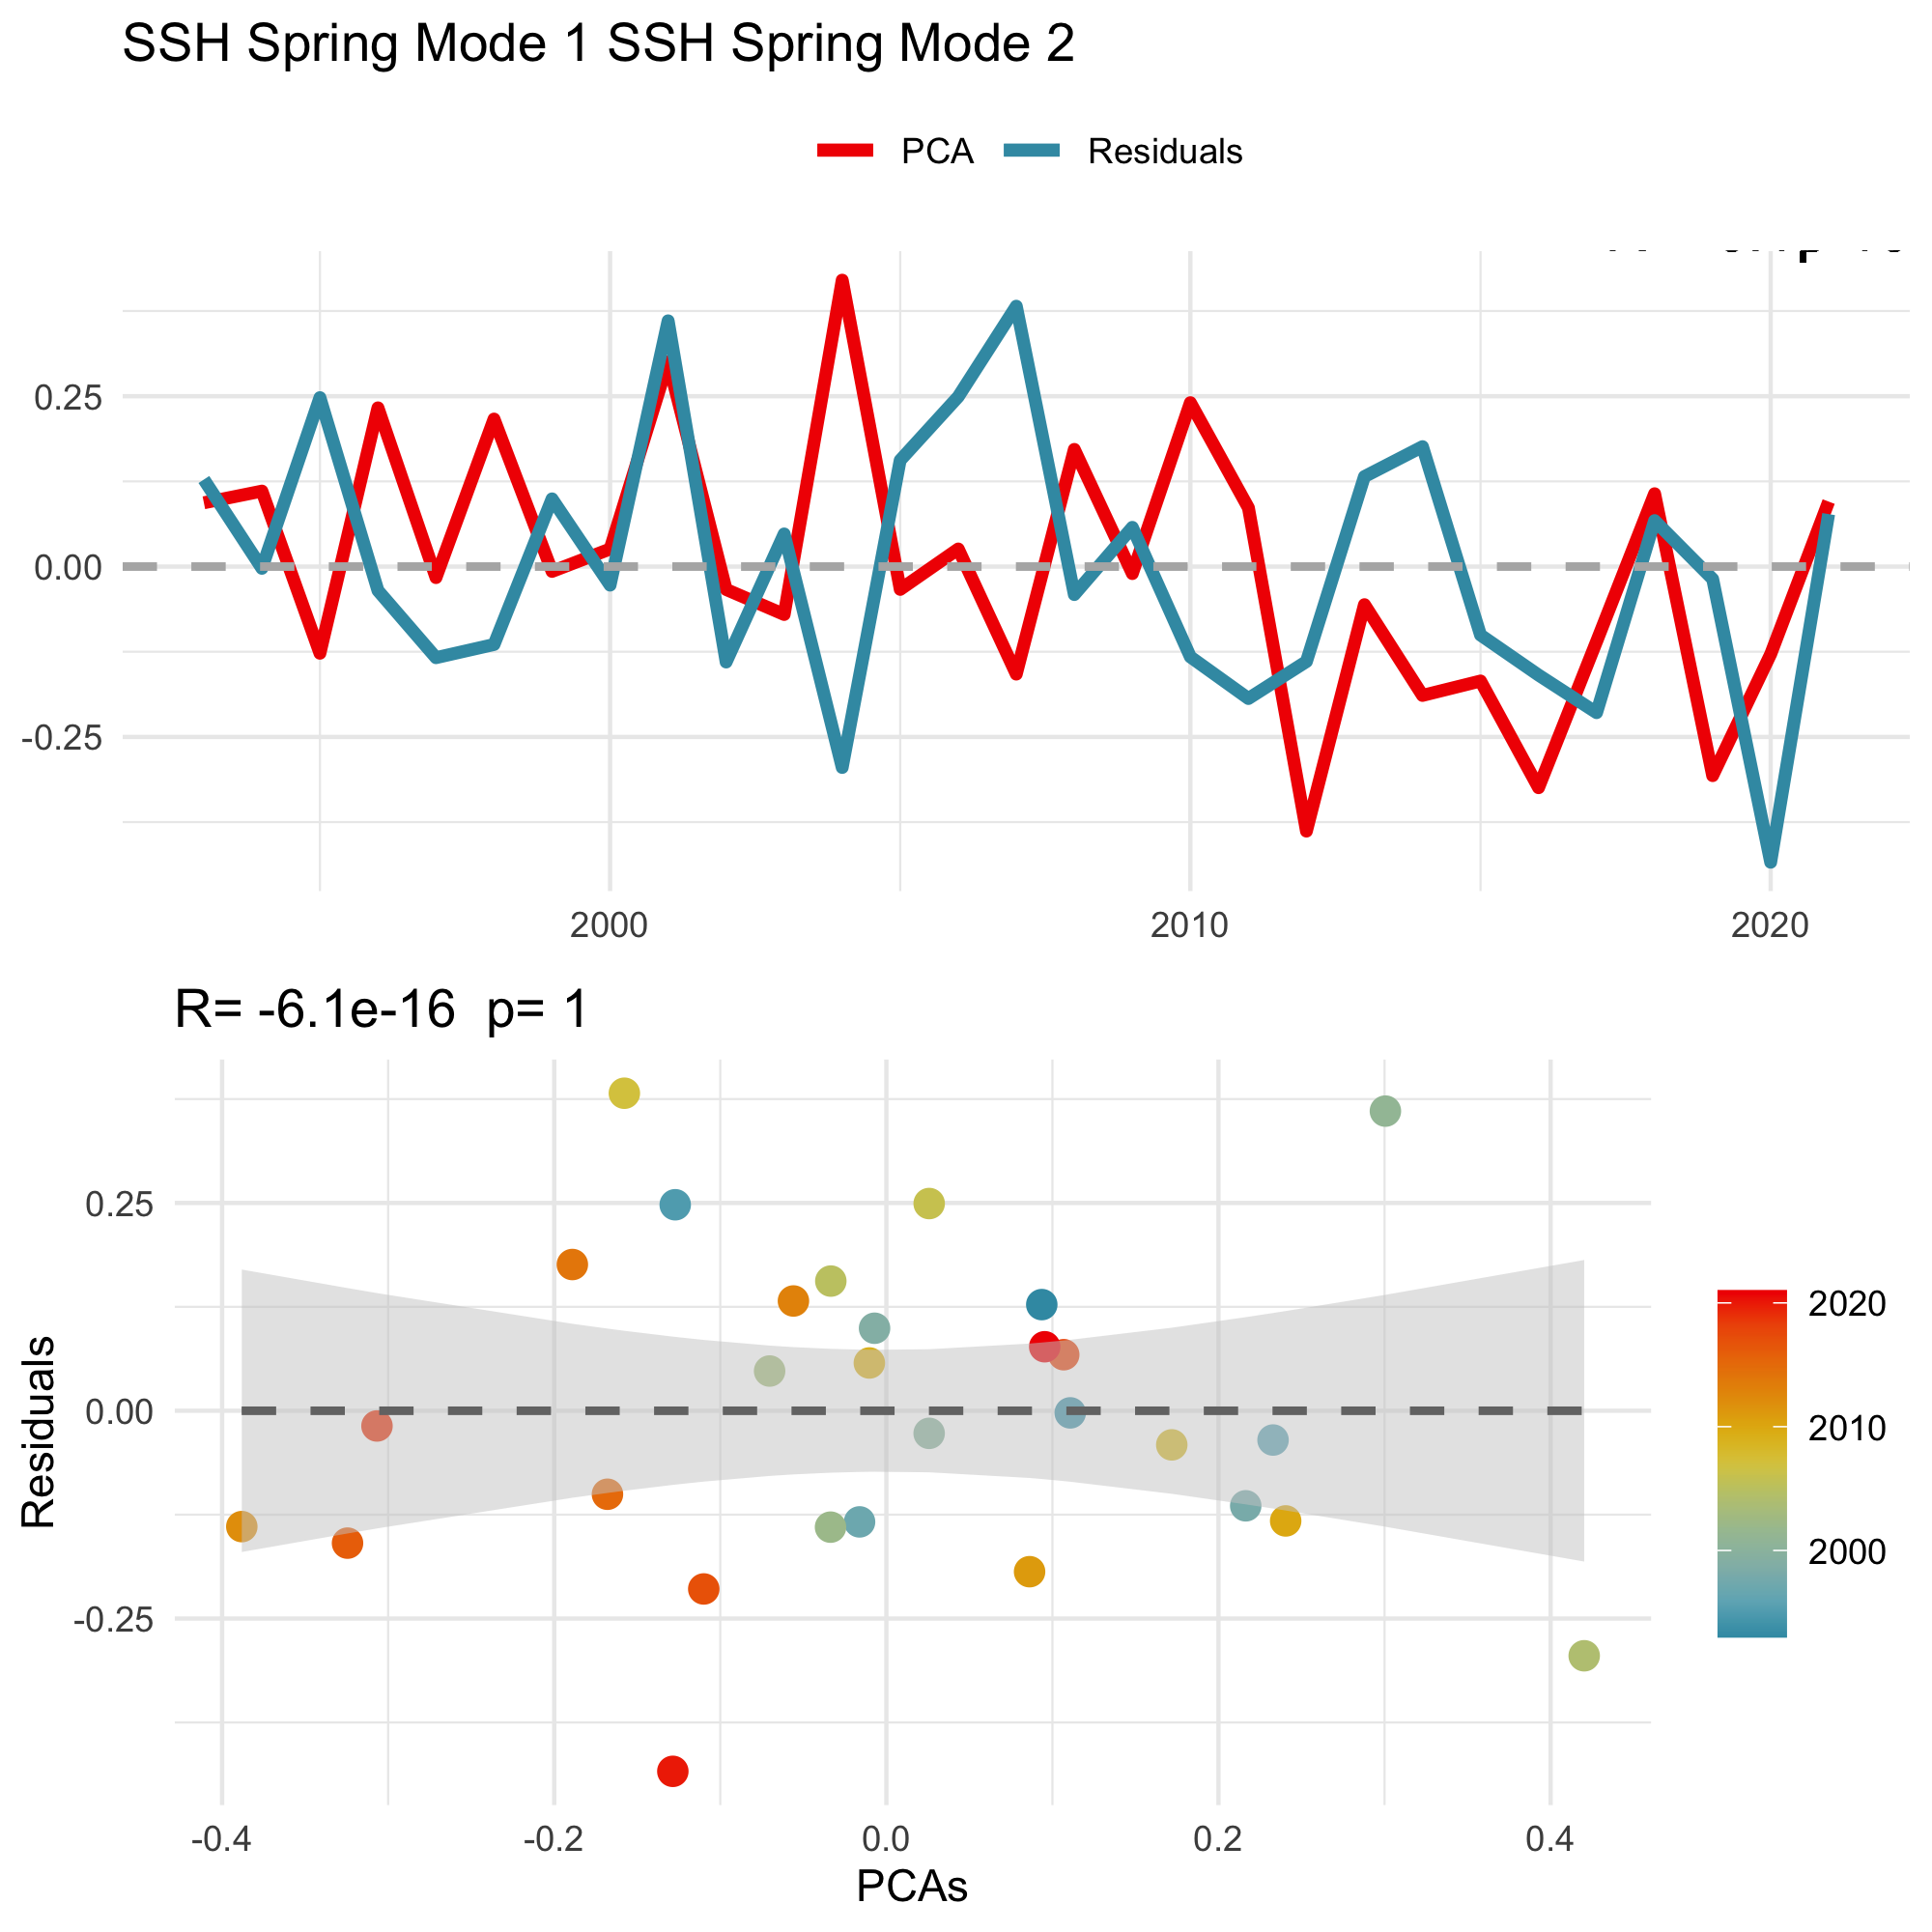 SSH Spring Mode 1 SSH Spring Mode 2
PCA Residuals
0.25
0.00
-0.25
2000 2010 2020
R= -6.1e-16 p= 1
Residuals
0.25
0.00
-0.25
-0.4 -0.2 0.0 0.2 0.4
PCAs
2020
2010
2000